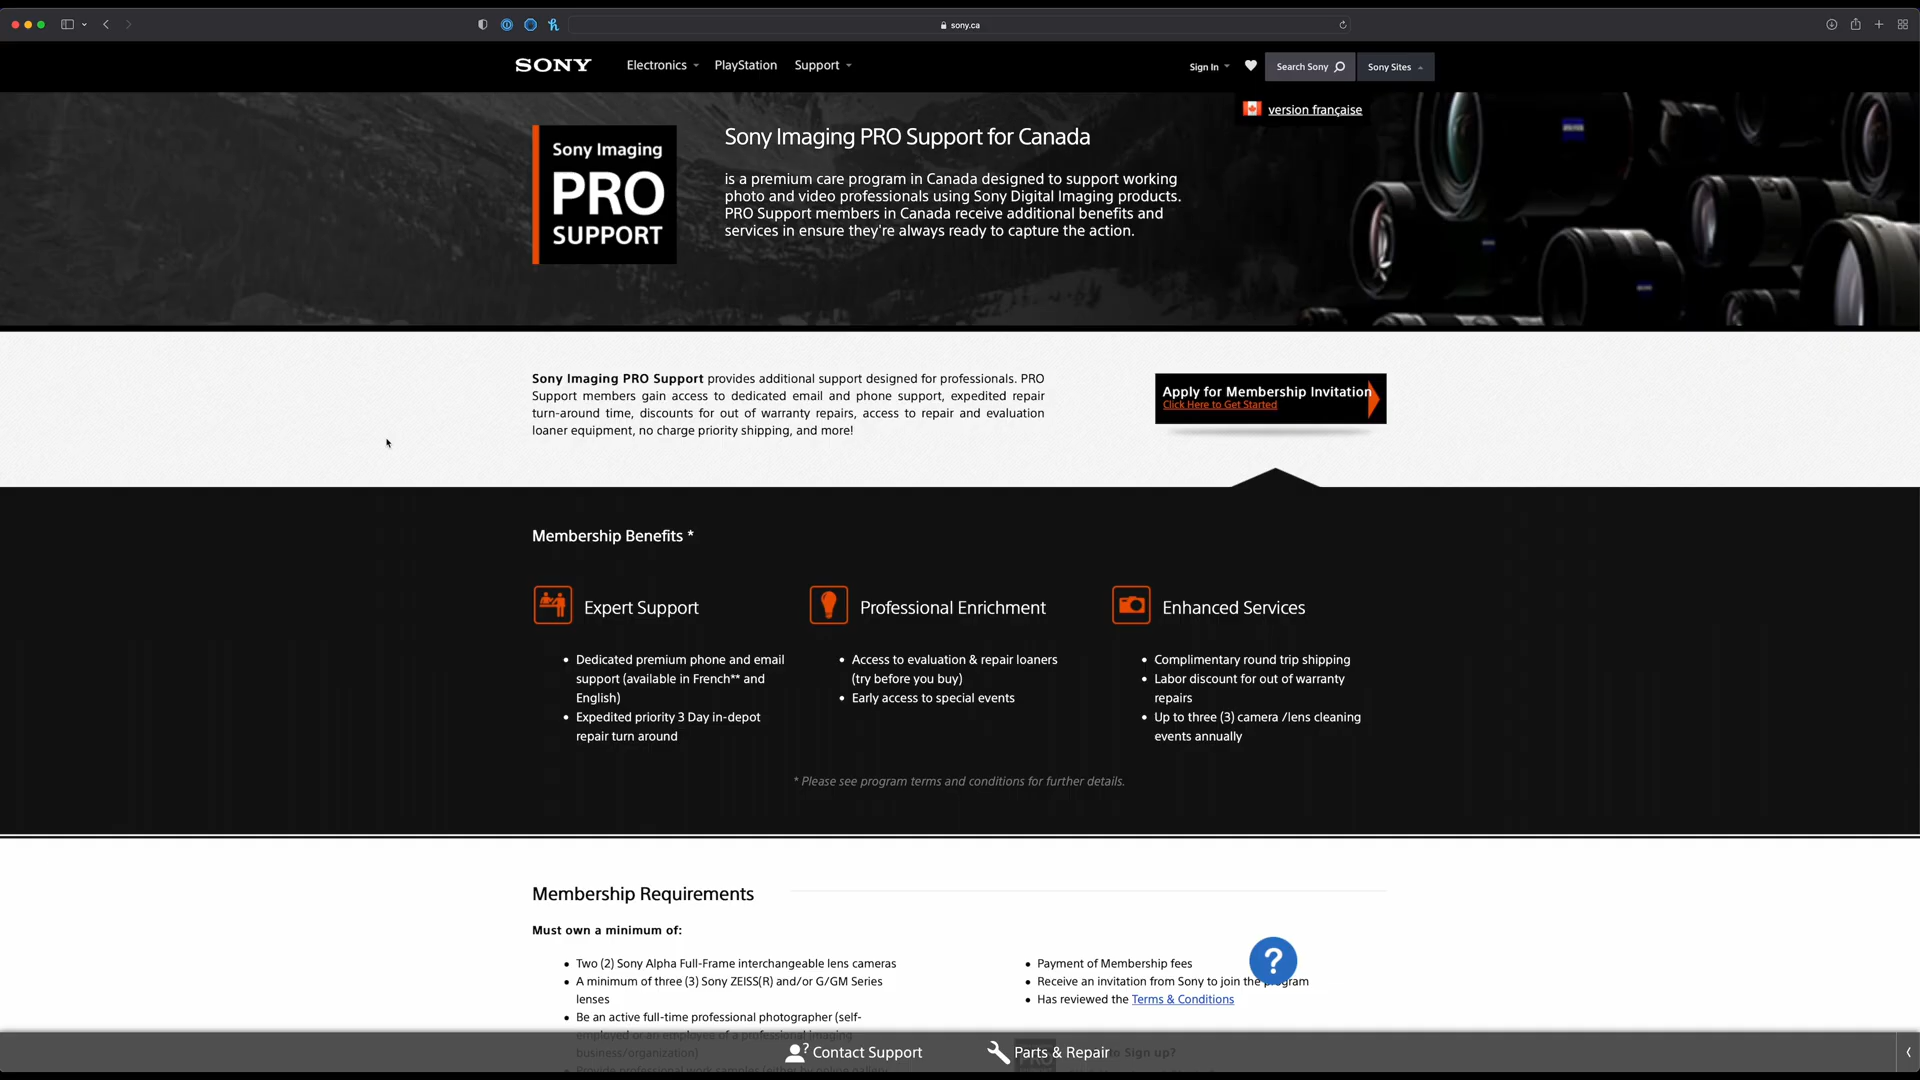 sony.ca
SONY
Electronics
PlayStation
Support
Sign In
Search Sony
Sony Sites
version française
Sony Imaging
PRO
SUPPORT
Sony Imaging PRO Support for Canada
is a premium care program in Canada designed to support working
photo and video professionals using Sony Digital Imaging products.
PRO Support members in Canada receive additional benefits and
services in ensure they're always ready to capture the action.
Sony Imaging PRO Support provides additional support designed for professionals. PRO
Support members gain access to dedicated email and phone support, expedited repair
turn-around time, discounts for out of warranty repairs, access to repair and evaluation
loaner equipment, no charge priority shipping, and more!
Apply for Membership Invitation
Click Here to Get Started
Membership Benefits *
Expert Support
• Dedicated premium phone and email
support (available in French** and
English)
• Expedited priority 3 Day in-depot
repair turn around
Professional Enrichment
• Access to evaluation & repair loaners
(try before you buy)
• Early access to special events
Enhanced Services
• Complimentary round trip shipping
• Labor discount for out of warranty
repairs
• Up to three (3) camera /lens cleaning
events annually
* Please see program terms and conditions for further details.
Membership Requirements
Must own a minimum of:
• Two (2) Sony Alpha Full-Frame interchangeable lens cameras
• A minimum of three (3) Sony ZEISS(R) and/or G/GM Series
lenses
• Be an active full-time professional photographer (self-
employed or an employee of a professional imaging
business/organization)
• Payment of Membership fees
• Receive an invitation from Sony to join the program
• Has reviewed the Terms & Conditions
?
Sign up?
Contact Support
Parts & Repair